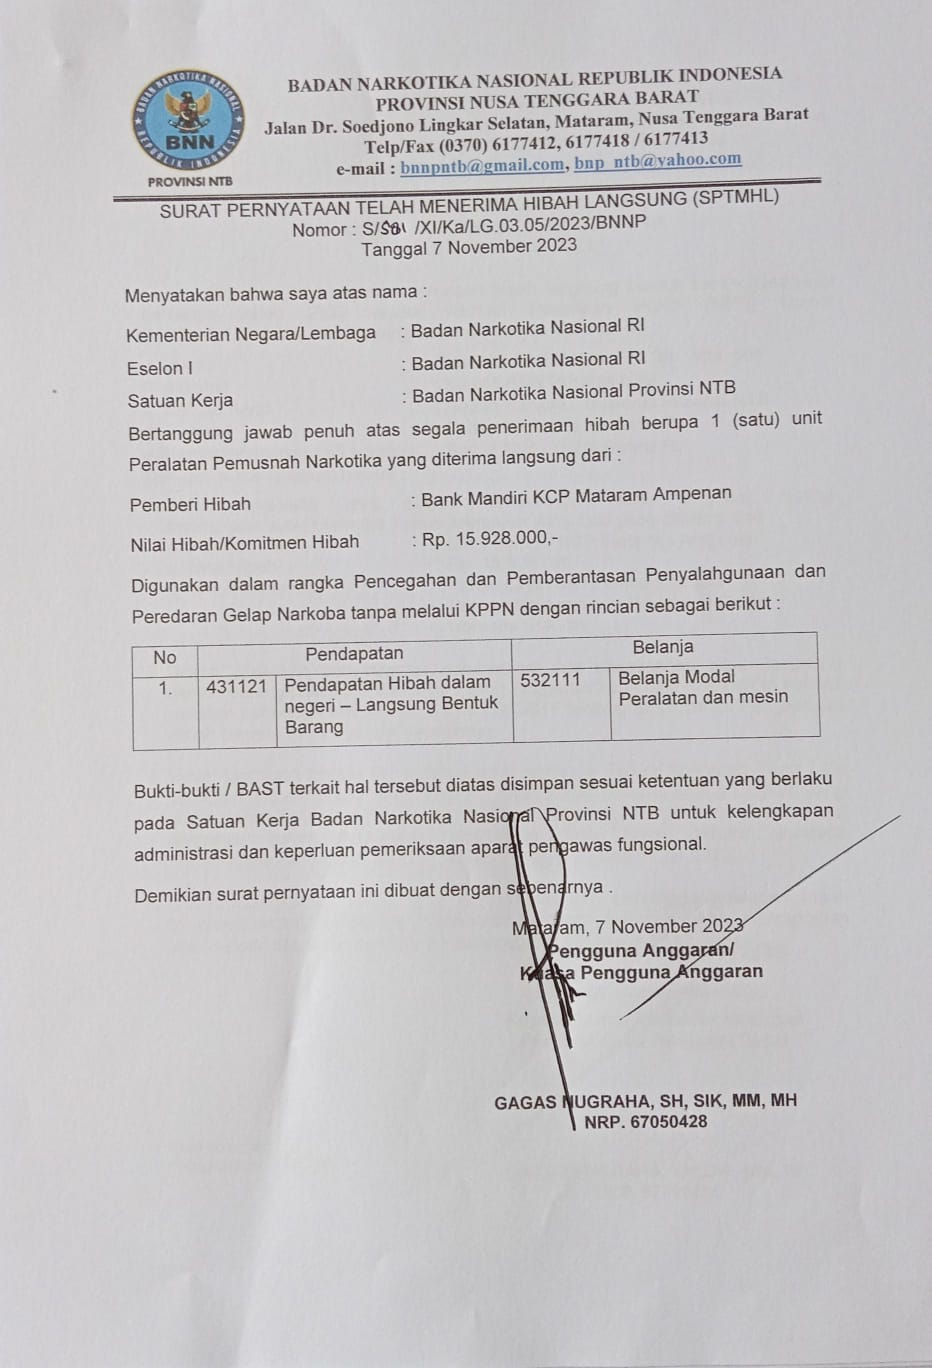 BADAN NARKOTIKA NASIONAL
REPUBLIK INDONESIA
BNN
PROVINSI NTB
BADAN NARKOTIKA NASIONAL REPUBLIK INDONESIA
PROVINSI NUSA TENGGARA BARAT
Jalan Dr. Soedjono Lingkar Selatan, Mataram, Nusa Tenggara Barat
Telp/Fax (0370) 6177412, 6177418 / 6177413
e-mail : bnnpntb@gmail.com, bnp_ntb@yahoo.com
SURAT PERNYATAAN TELAH MENERIMA HIBAH LANGSUNG (SPTMHL)
Nomor : S/581 /XI/Ka/LG.03.05/2023/BNNP
Tanggal 7 November 2023
Menyatakan bahwa saya atas nama :
Kementerian Negara/Lembaga : Badan Narkotika Nasional RI
Eselon I : Badan Narkotika Nasional RI
Satuan Kerja : Badan Narkotika Nasional Provinsi NTB
Bertanggung jawab penuh atas segala penerimaan hibah berupa 1 (satu) unit
Peralatan Pemusnah Narkotika yang diterima langsung dari :
Pemberi Hibah : Bank Mandiri KCP Mataram Ampenan
Nilai Hibah/Komitmen Hibah : Rp. 15.928.000,-
Digunakan dalam rangka Pencegahan dan Pemberantasan Penyalahgunaan dan
Peredaran Gelap Narkoba tanpa melalui KPPN dengan rincian sebagai berikut :
No Pendapatan Belanja
1. 431121 Pendapatan Hibah dalam 532111 Belanja Modal
negeri – Langsung Bentuk Peralatan dan mesin
Barang
Bukti-bukti / BAST terkait hal tersebut diatas disimpan sesuai ketentuan yang berlaku
pada Satuan Kerja Badan Narkotika Nasional Provinsi NTB untuk kelengkapan
administrasi dan keperluan pemeriksaan aparat pengawas fungsional.
Demikian surat pernyataan ini dibuat dengan sebenarnya .
Mataram, 7 November 2023
Pengguna Anggaran/
Kuasa Pengguna Anggaran
GAGAS NUGRAHA, SH, SIK, MM, MH
NRP. 67050428